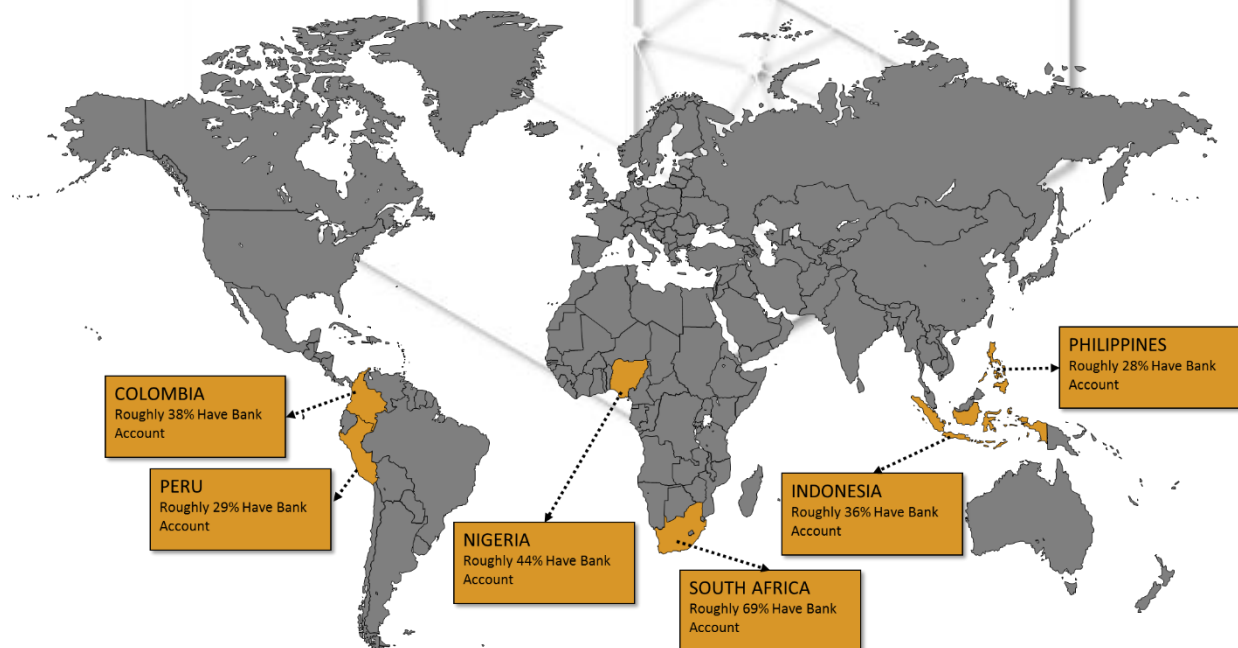 COLOMBIA
Roughly 38% Have Bank
Account
PERU
Roughly 29% Have Bank
Account
NIGERIA
Roughly 44% Have Bank
Account
SOUTH AFRICA
Roughly 69% Have Bank
Account
INDONESIA
Roughly 36% Have Bank
Account
PHILIPPINES
Roughly 28% Have Bank
Account